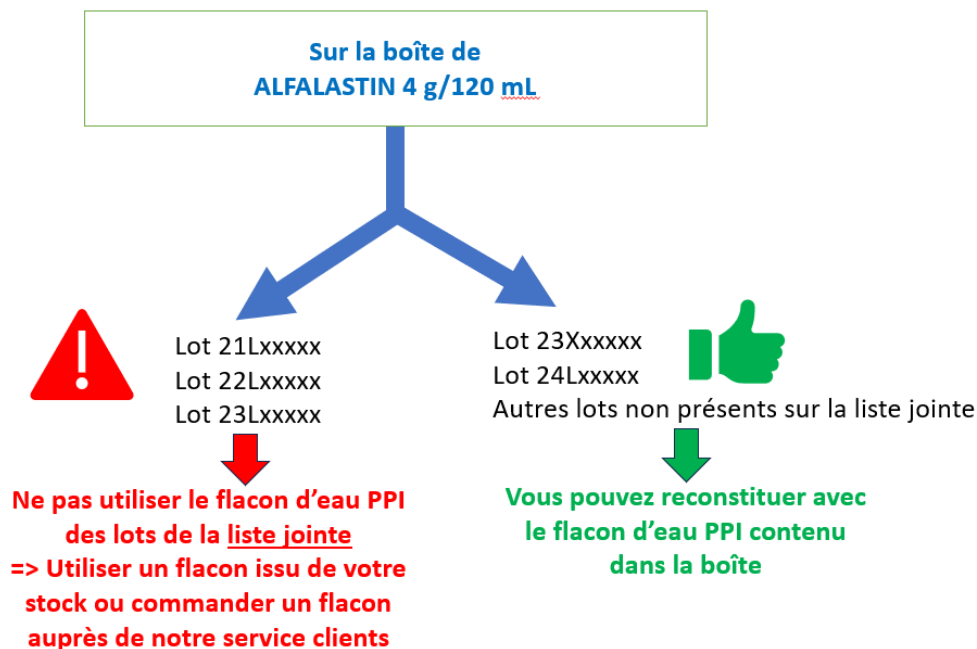 Sur la boîte de
ALFALASTIN 4 g/120 mL
Lot 21Lxxxxx
Lot 22Lxxxxx
Lot 23Lxxxxx
Ne pas utiliser le flacon d'eau PPI
des lots de la liste jointe
=> Utiliser un flacon issu de votre
stock ou commander un flacon
auprès de notre service clients
Lot 23Xxxxxx
Lot 24Lxxxxx
Autres lots non présents sur la liste jointe
Vous pouvez reconstituer avec
le flacon d'eau PPI contenu
dans la boîte